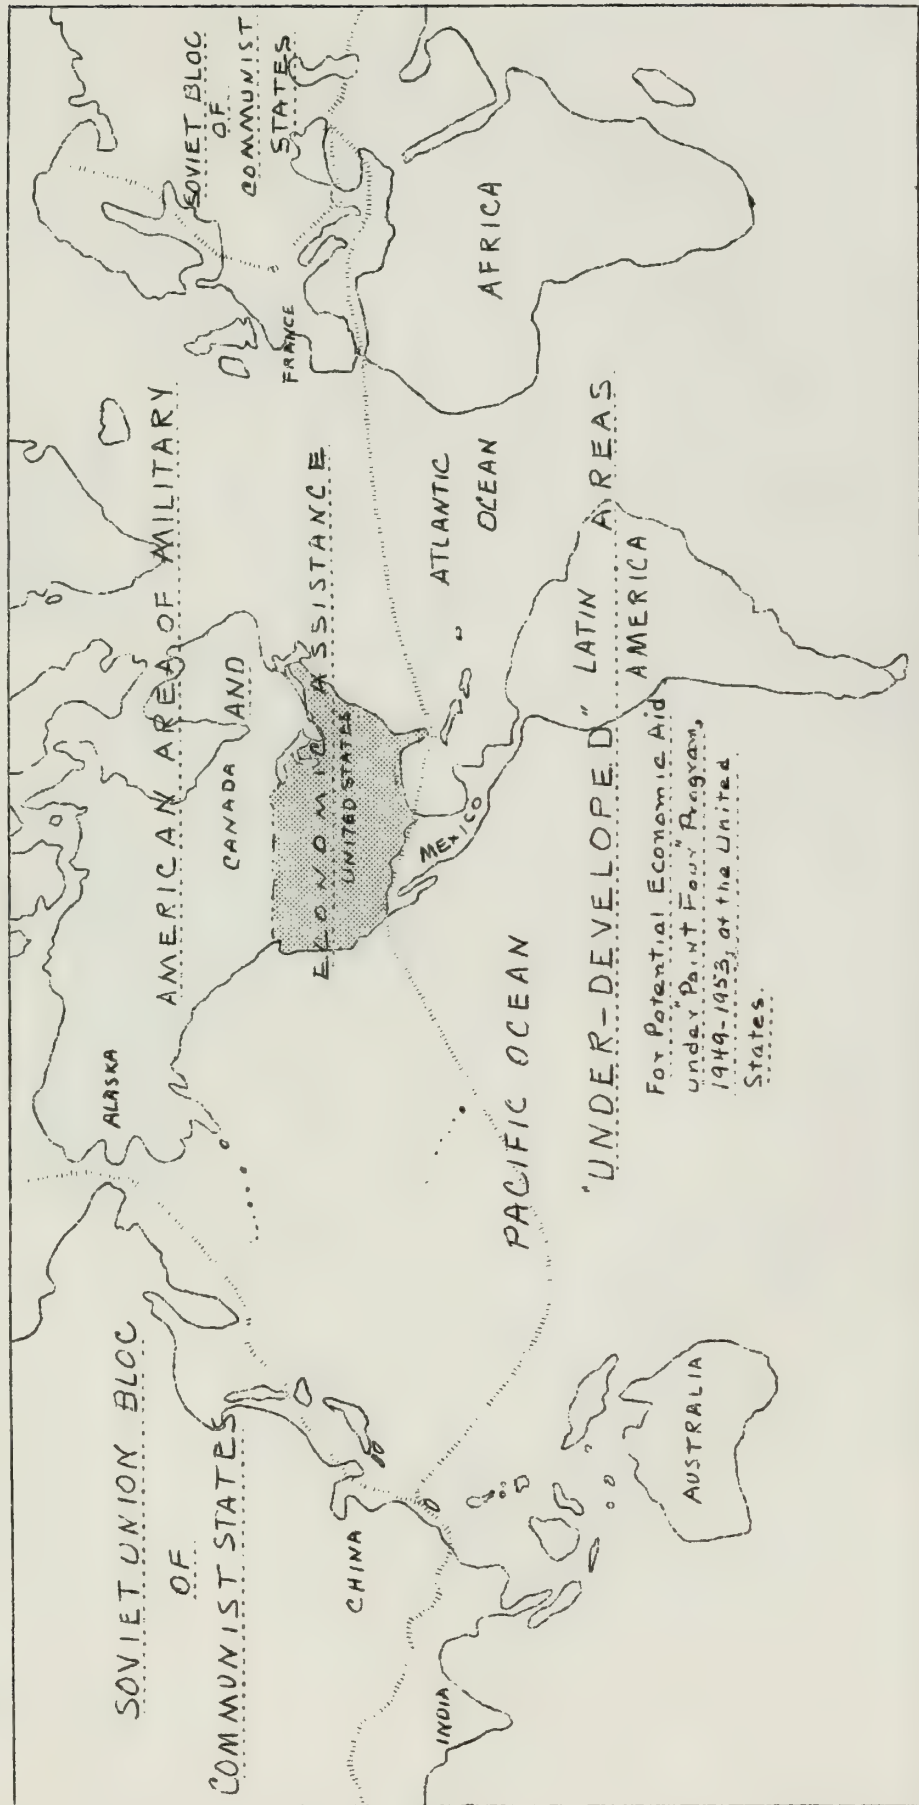 SOVIET UNION BLOC
OF
COMMUNIST STATES
CHINA
INDIA
AUSTRALIA
ALASKA
PACIFIC OCEAN
AMERICAN AREA OF MILITARY
AND
ECONOMIC ASSISTANCE
CANADA
UNITED STATES
MEXICO
ATLANTIC
OCEAN
"UNDER-DEVELOPED" AREAS
For Potential Economic Aid
under "Point Four" Program,
1949-1953, of the United
States.
LATIN
AMERICA
SOVIET BLOC
OF
COMMUNIST
STATES
FRANCE
AFRICA